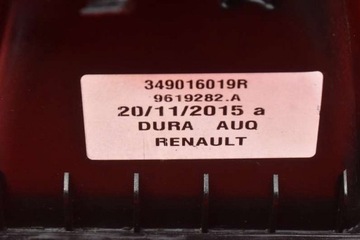 349016019R
9619282.A
20/11/2015 a
DURA AUQ
RENAULT